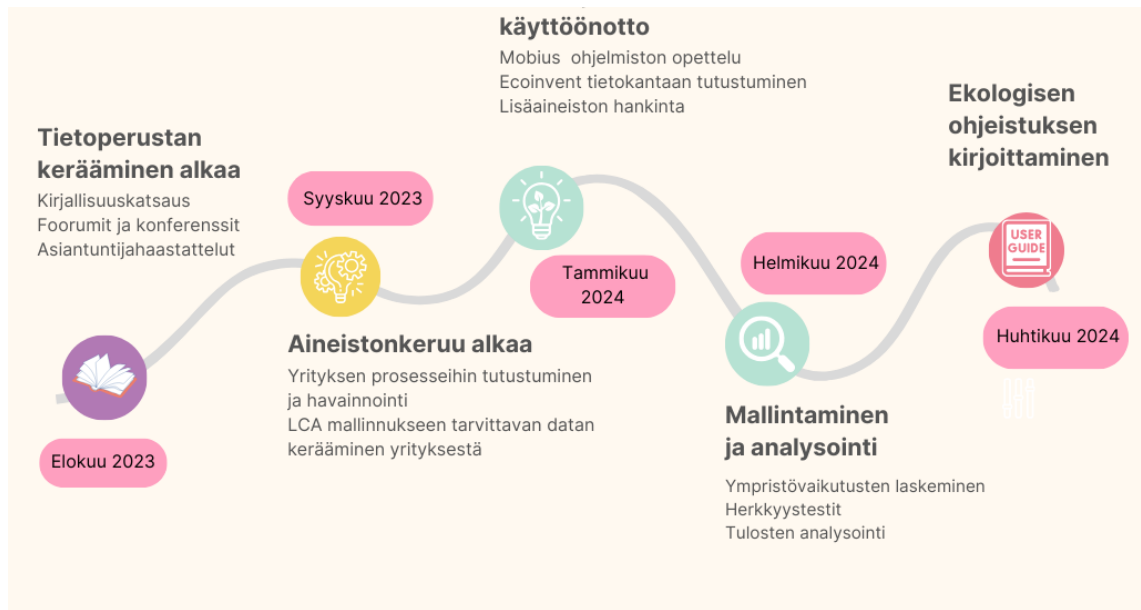 Tietoperustan
kerääminen alkaa
Kirjallisuuskatsaus
Foorumit ja konferenssit
Asiantuntijahaastattelut
Elokuu 2023
Syyskuu 2023
Aineistonkeruu alkaa
Yrityksen prosesseihin tutustuminen
ja havainnointi
LCA mallinnukseen tarvittavan datan
kerääminen yrityksestä
käyttöönotto
Mobius ohjelmiston opettelu
Ecoinvent tietokantaan tutustuminen
Lisäaineiston hankinta
Tammikuu
2024
Helmikuu 2024
Mallintaminen
ja analysointi
Ympristövaikutusten laskeminen
Herkkyystestit
Tulosten analysointi
Ekologisen
ohjeistuksen
kirjoittaminen
USER
GUIDE
Huhtikuu 2024